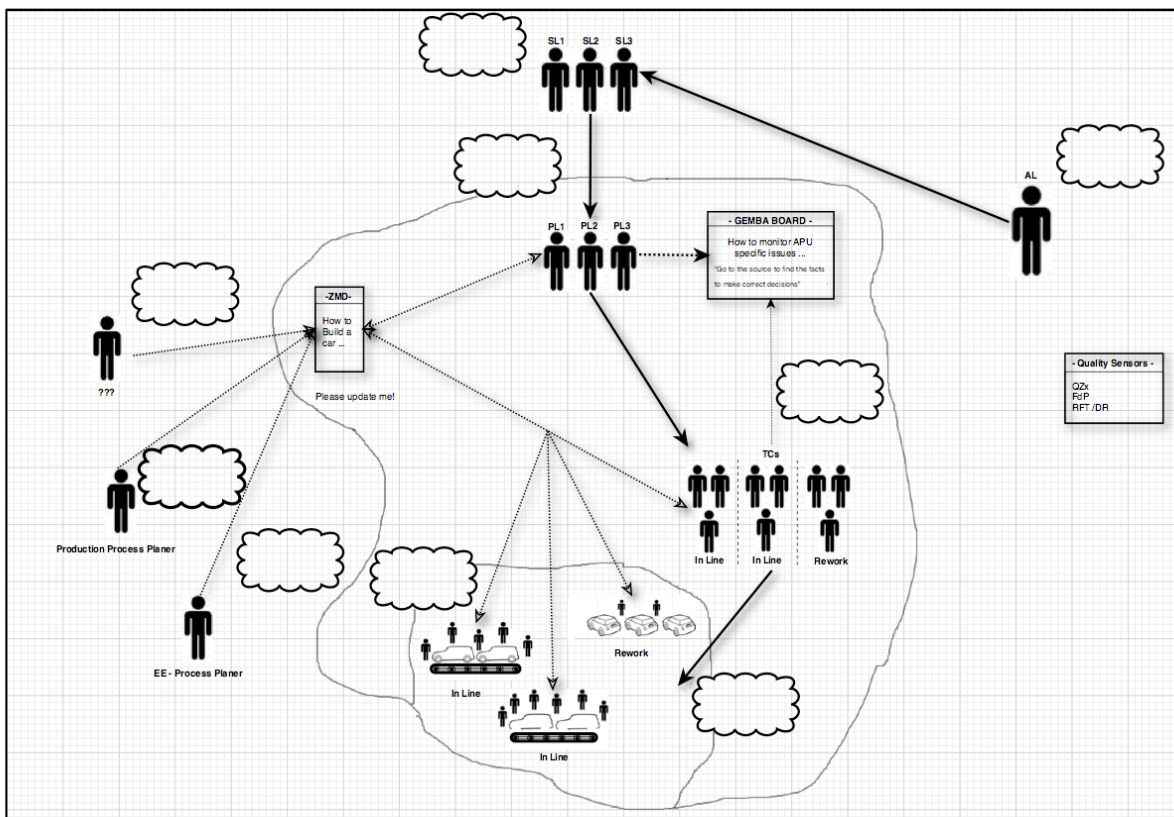 SL1 SL2 SL3
AL
PL1 PL2 PL3
- GEMBA BOARD -
How to monitor APU
specific issues ...
"Go to the source to find the facts
to make correct decisions"
-ZMD-
How to
Build a
car ...
Please update me!
???
- Quality Sensors -
QZx
FdP
RFT /DR
TCs
In Line
In Line
Rework
Production Process Planer
EE - Process Planer
Rework
In Line
In Line